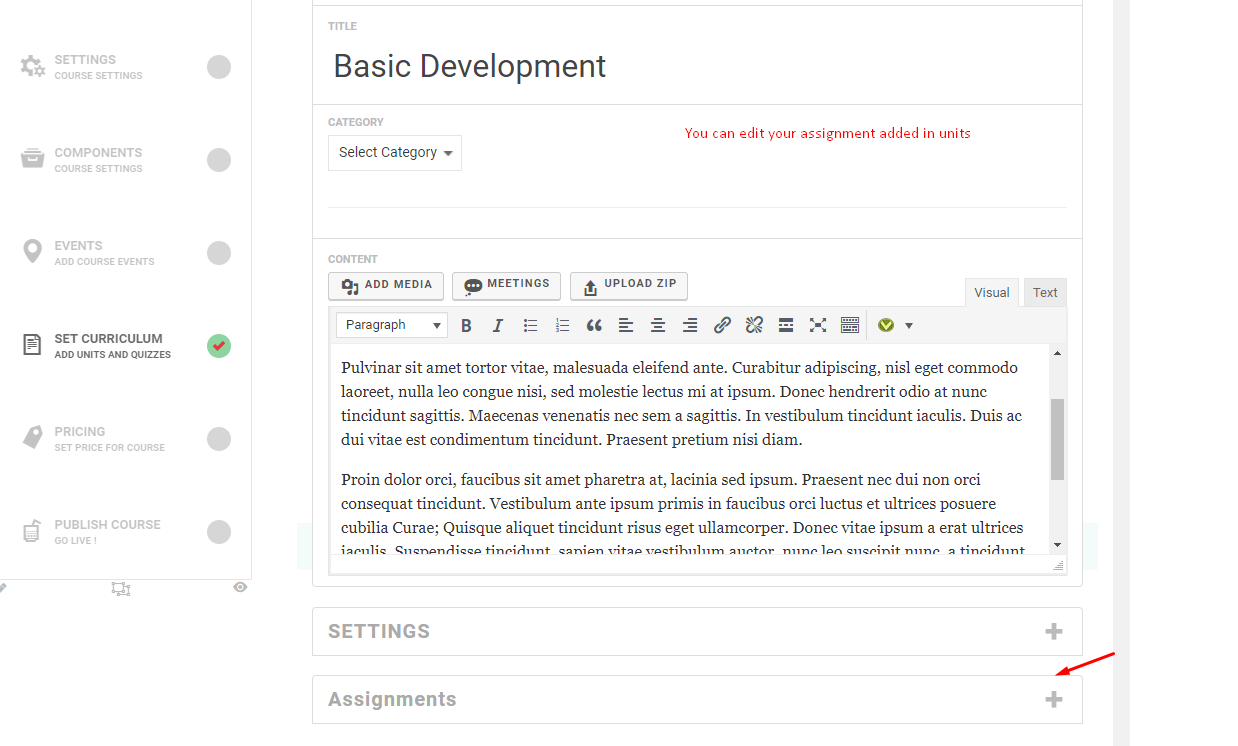 SETTINGS
COURSE SETTINGS
COMPONENTS
COURSE SETTINGS
EVENTS
ADD COURSE EVENTS
SET CURRICULUM
ADD UNITS AND QUIZZES
PRICING
SET PRICE FOR COURSE
PUBLISH COURSE
GO LIVE !
TITLE
Basic Development
CATEGORY
Select Category
You can edit your assignment added in units
CONTENT
ADD MEDIA
MEETINGS
UPLOAD ZIP
Visual
Text
Paragraph
Pulvinar sit amet tortor vitae, malesuada eleifend ante. Curabitur adipiscing, nisl eget commodo
laoreet, nulla leo congue nisi, sed molestie lectus mi at ipsum. Donec hendrerit odio at nunc
tincidunt sagittis. Maecenas venenatis nec sem a sagittis. In vestibulum tincidunt iaculis. Duis ac
dui vitae est condimentum tincidunt. Praesent pretium nisi diam.
Proin dolor orci, faucibus sit amet pharetra at, lacinia sed ipsum. Praesent nec dui non orci
consequat tincidunt. Vestibulum ante ipsum primis in faucibus orci luctus et ultrices posuere
cubilia Curae; Quisque aliquet tincidunt risus eget ullamcorper. Donec vitae ipsum a erat ultrices
iaculis. Suspendisse tincidunt, sapien vitae vestibulum auctor, nunc leo suscipit nunc, a tincidunt
SETTINGS
Assignments